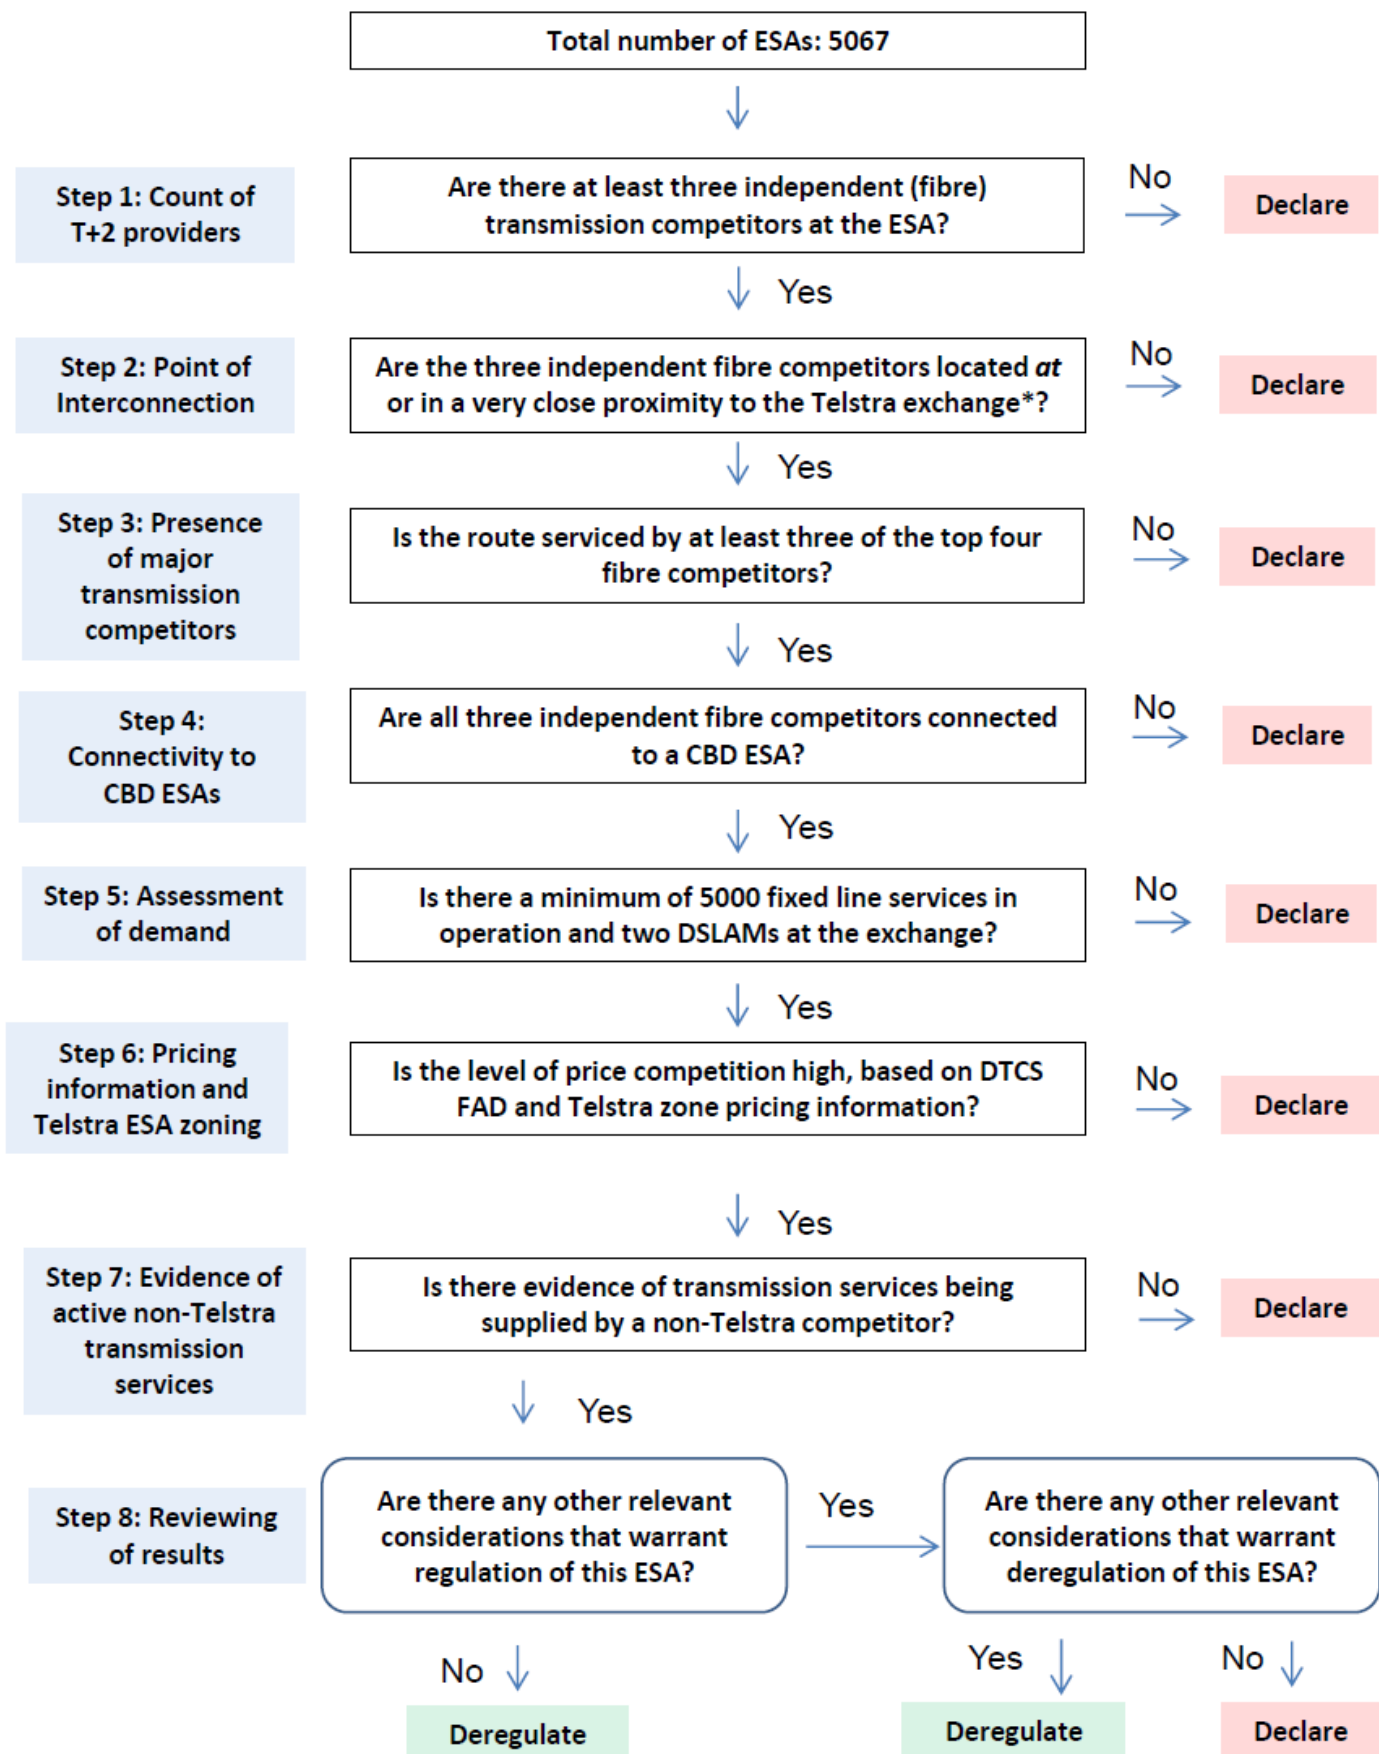 Total number of ESAs: 5067
Step 1: Count of
T+2 providers
Are there at least three independent (fibre)
transmission competitors at the ESA?
No
Declare
Yes
Step 2: Point of
Interconnection
Are the three independent fibre competitors located at
or in a very close proximity to the Telstra exchange*?
No
Declare
Yes
Step 3: Presence
of major
transmission
competitors
Is the route serviced by at least three of the top four
fibre competitors?
No
Declare
Yes
Step 4:
Connectivity to
CBD ESAs
Are all three independent fibre competitors connected
to a CBD ESA?
No
Declare
Yes
Step 5: Assessment
of demand
Is there a minimum of 5000 fixed line services in
operation and two DSLAMs at the exchange?
No
Declare
Yes
Step 6: Pricing
information and
Telstra ESA zoning
Is the level of price competition high, based on DTCS
FAD and Telstra zone pricing information?
No
Declare
Yes
Step 7: Evidence of
active non-Telstra
transmission
services
Is there evidence of transmission services being
supplied by a non-Telstra competitor?
No
Declare
Yes
Step 8: Reviewing
of results
Are there any other relevant
considerations that warrant
regulation of this ESA?
Yes
Are there any other relevant
considerations that warrant
deregulation of this ESA?
No
Yes
No
Deregulate
Deregulate
Declare